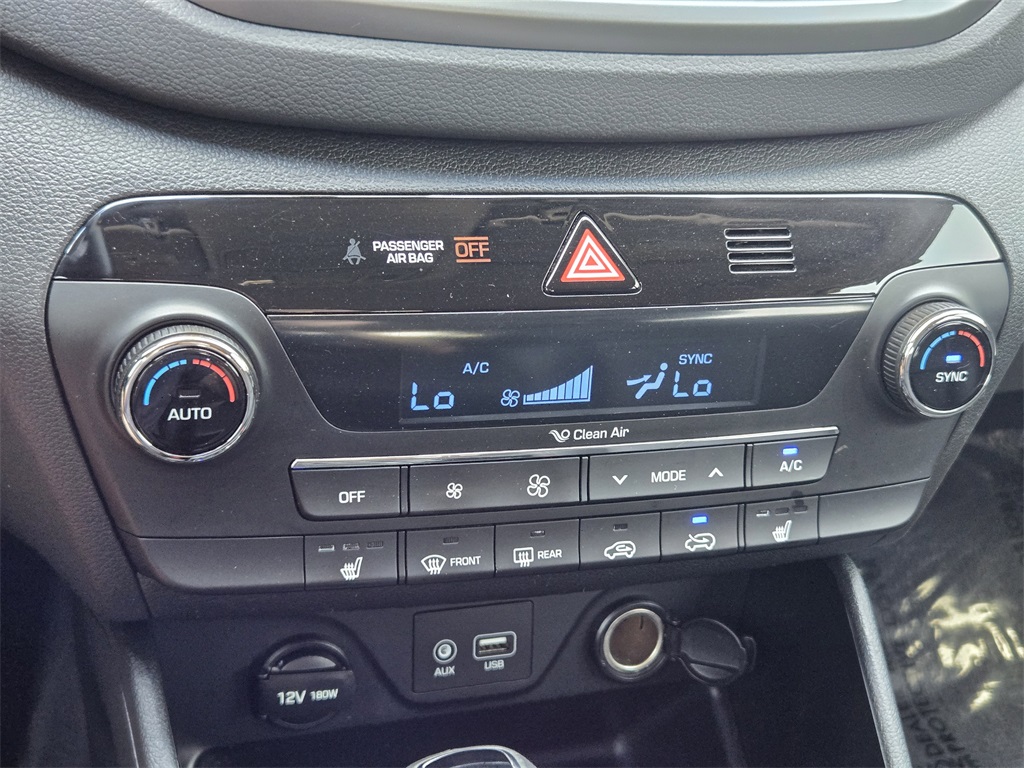 PASSENGER
AIR BAG
OFF
A/C
SYNC
Lo
Lo
AUTO
SYNC
Clean Air
OFF
MODE
A/C
FRONT
REAR
AUX
USB
12V 180W